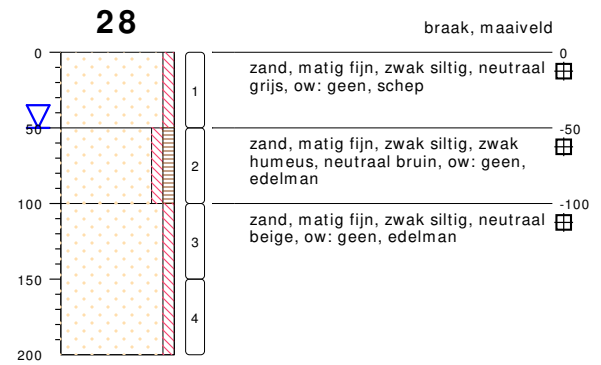 28
braak, maaiveld
0
0
zand, matig fijn, zwak siltig, neutraal
grijs, ow: geen, schep
1
50
-50
zand, matig fijn, zwak siltig, zwak
humeus, neutraal bruin, ow: geen,
edelman
2
100
-100
zand, matig fijn, zwak siltig, neutraal
beige, ow: geen, edelman
3
150
4
200